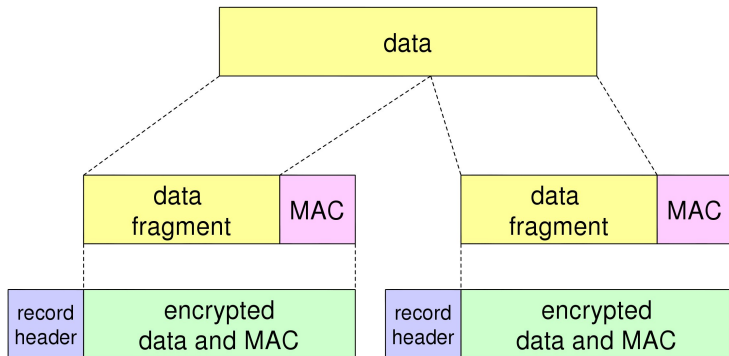 data
data
fragment
MAC
data
fragment
MAC
record
header
encrypted
data and MAC
record
header
encrypted
data and MAC